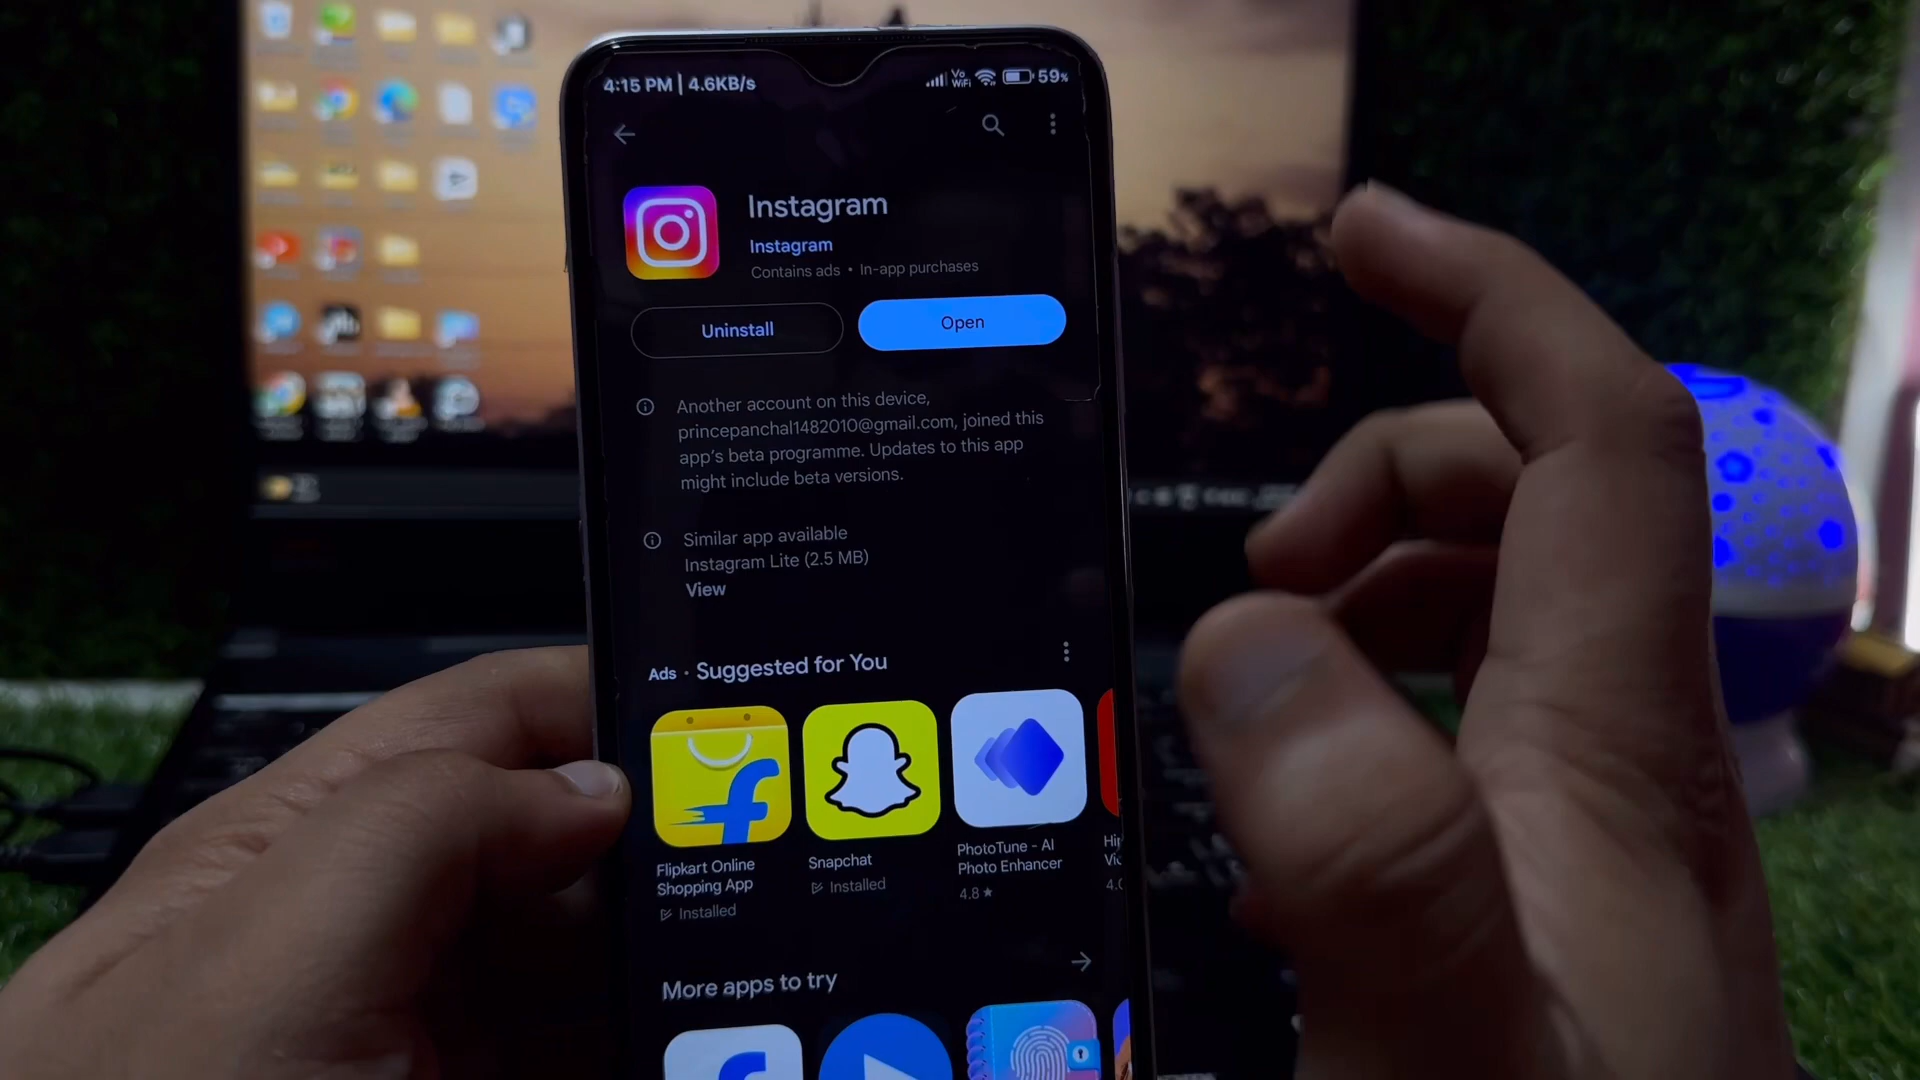 4:15 PM | 4.6KB/s
Vo WiFi
59%
Instagram
Instagram
Contains ads • In-app purchases
Uninstall
Open
Another account on this device,
princepanchal1482010@gmail.com, joined this
app's beta programme. Updates to this app
might include beta versions.
Similar app available
Instagram Lite (2.5 MB)
View
Ads • Suggested for You
Flipkart Online
Shopping App
Installed
Snapchat
Installed
PhotoTune - AI
Photo Enhancer
4.8 ★
More apps to try